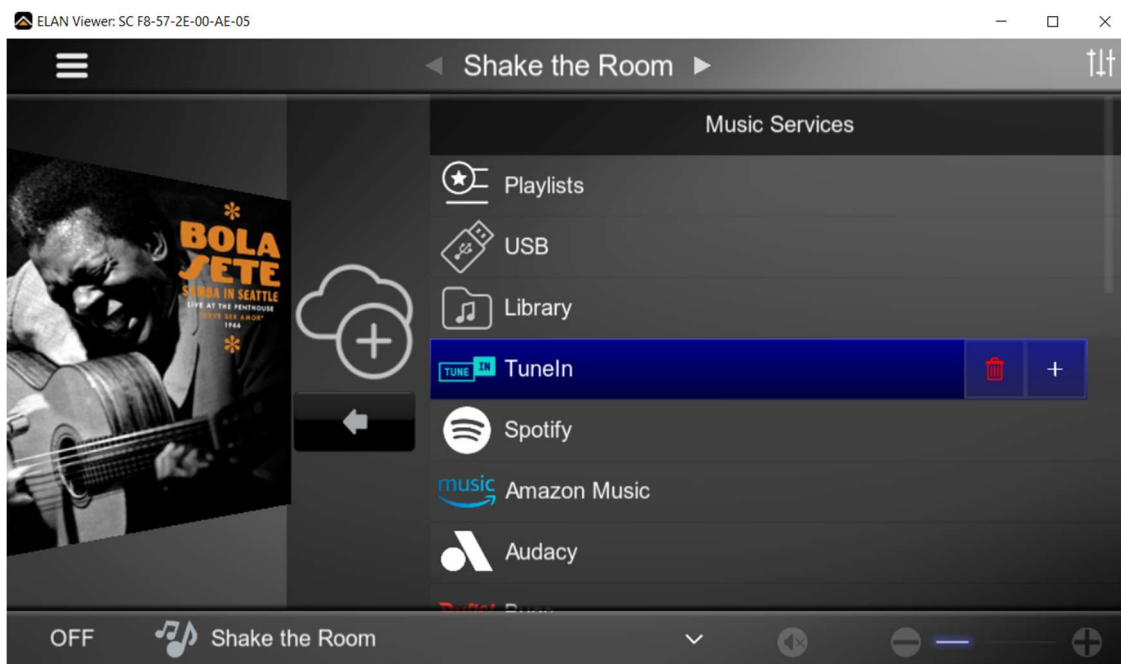 ELAN Viewer: SC F8-57-2E-00-AE-05
Shake the Room
Music Services
BOLA
SETE
SAMBA IN SEATTLE
LIVE AT THE PENTHOUSE
1966
Playlists
USB
Library
TUNE IN TuneIn
Spotify
music Amazon Music
Audacy
OFF
Shake the Room